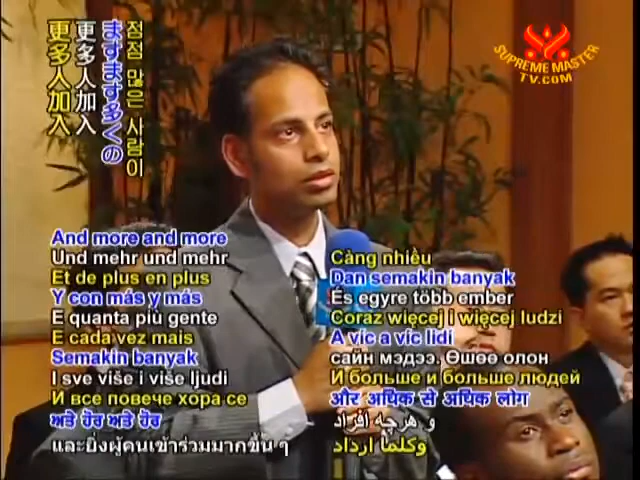 SUPREME MASTER
TV.COM
점점 많은 사람이
ますます多くの
更多人加入
更多人加入
And more and more
Und mehr und mehr
Et de plus en plus
Y con más y más
E quanta più gente
E cada vez mais
Semakin banyak
I sve više i više ljudi
И все повече хора се
ਅਤੇ ਹੋਰ ਅਤੇ ਹੋਰ
และยิ่งผู้คนเข้าร่วมมากขึ้น ๆ
Càng nhiều
Dan semakin banyak
És egyre több ember
Coraz więcej i więcej ludzi
A víc a víc lidí
сайн мэдээ. Өшөө олон
И больше и больше людей
और अधिक से अधिक लोग
و هرچه افراد
وكلما ازداد